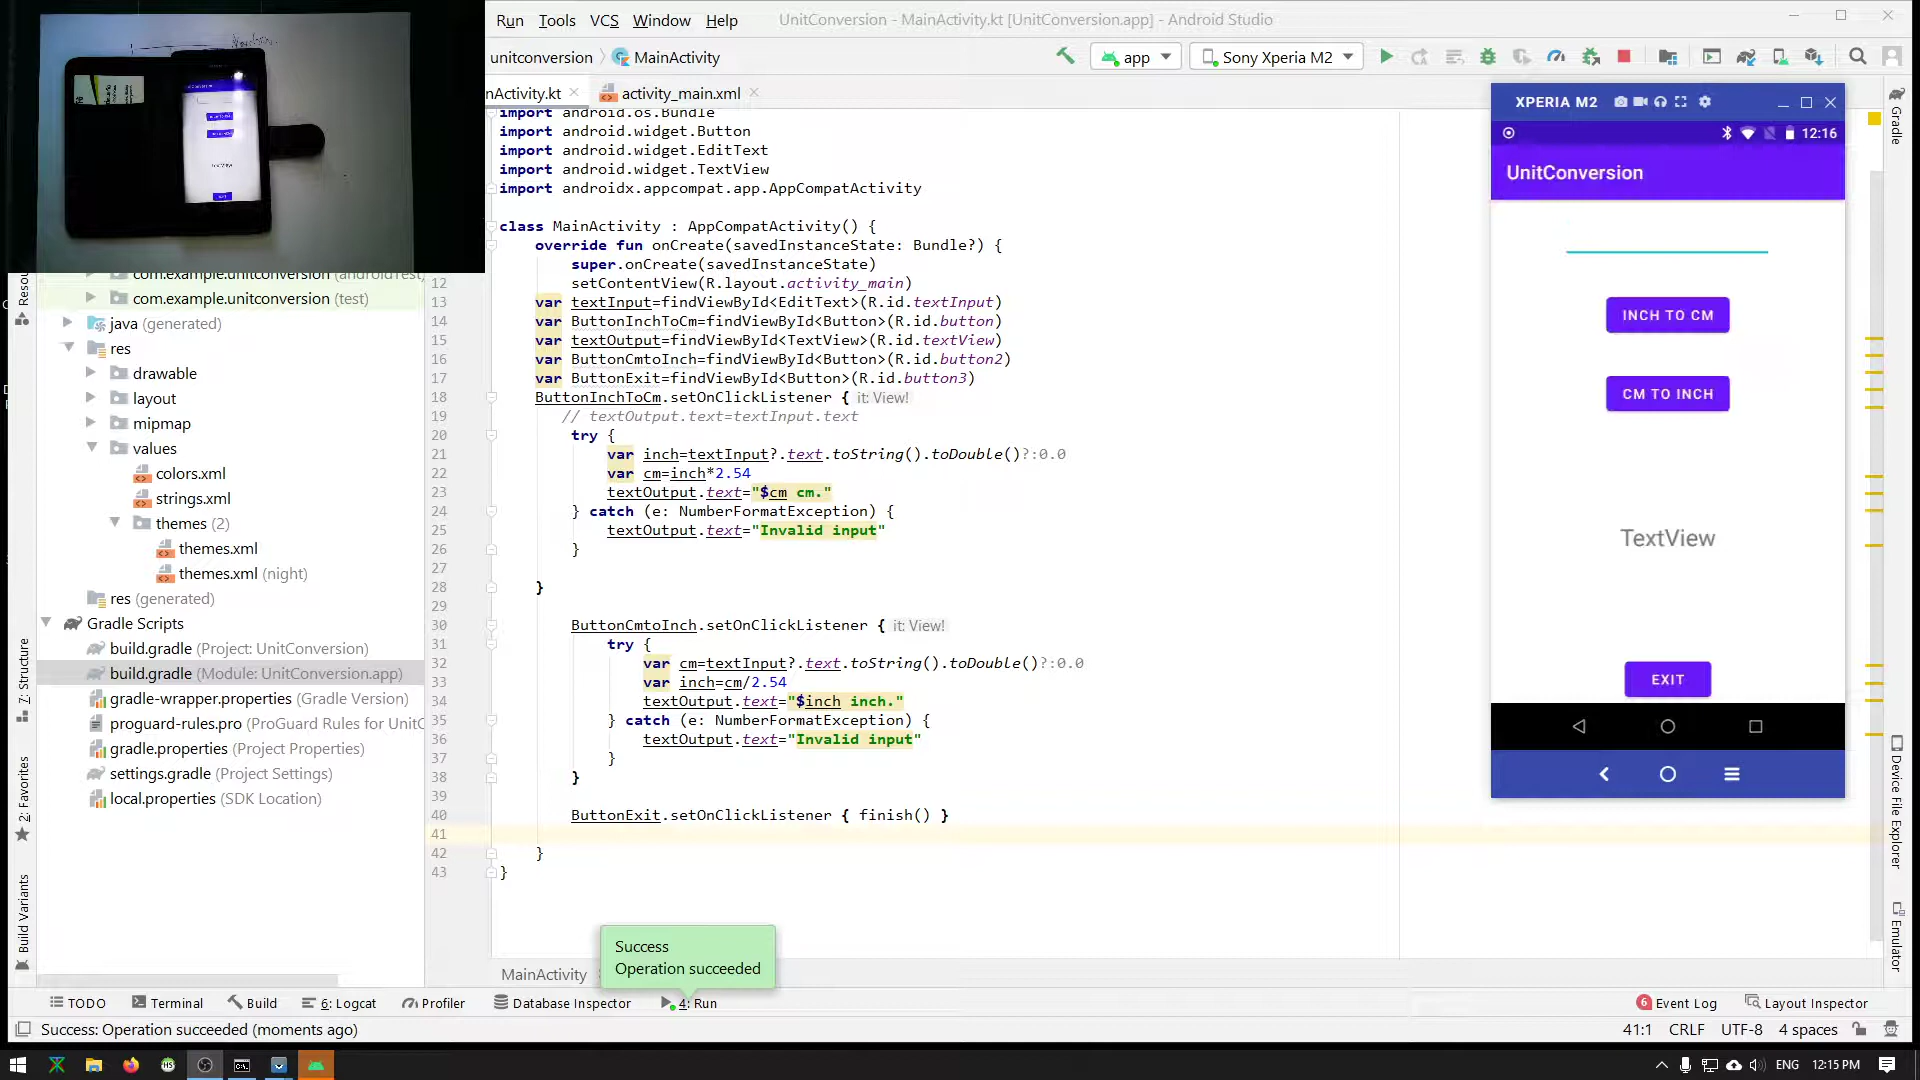 Run Tools VCS Window Help UnitConversion - MainActivity.kt [UnitConversion.app] - Android Studio
unitconversion MainActivity app Sony Xperia M2
nActivity.kt activity_main.xml
XPERIA M2
12:16
UnitConversion
INCH TO CM
CM TO INCH
TextView
EXIT
import android.os.Bundle
import android.widget.Button
import android.widget.EditText
import android.widget.TextView
import androidx.appcompat.app.AppCompatActivity
class MainActivity : AppCompatActivity() {
override fun onCreate(savedInstanceState: Bundle?) {
super.onCreate(savedInstanceState)
12 setContentView(R.layout.activity_main)
13 var textInput=findViewById<EditText>(R.id.textInput)
14 var ButtonInchToCm=findViewById<Button>(R.id.button)
15 var textOutput=findViewById<TextView>(R.id.textView)
16 var ButtonCmtoInch=findViewById<Button>(R.id.button2)
17 var ButtonExit=findViewById<Button>(R.id.button3)
18 ButtonInchToCm.setOnClickListener { it: View!
19 // textOutput.text=textInput.text
20 try {
21 var inch=textInput?.text.toString().toDouble()?:0.0
22 var cm=inch*2.54
23 textOutput.text="$cm cm."
24 } catch (e: NumberFormatException) {
25 textOutput.text="Invalid input"
26 }
27
28 }
29
30 ButtonCmtoInch.setOnClickListener { it: View!
31 try {
32 var cm=textInput?.text.toString().toDouble()?:0.0
33 var inch=cm/2.54
34 textOutput.text="$inch inch."
35 } catch (e: NumberFormatException) {
36 textOutput.text="Invalid input"
37 }
38 }
39
40 ButtonExit.setOnClickListener { finish() }
41
42 }
43 }
com.example.unitconversion (androidTest)
com.example.unitconversion (test)
java (generated)
res
drawable
layout
mipmap
values
colors.xml
strings.xml
themes (2)
themes.xml
themes.xml (night)
res (generated)
Gradle Scripts
build.gradle (Project: UnitConversion)
build.gradle (Module: UnitConversion.app)
gradle-wrapper.properties (Gradle Version)
proguard-rules.pro (ProGuard Rules for UnitC
gradle.properties (Project Properties)
settings.gradle (Project Settings)
local.properties (SDK Location)
Resou
7: Structure
2: Favorites
Build Variants
Gradle
Device File Explorer
Emulator
Success
Operation succeeded
MainActivity
TODO Terminal Build 6: Logcat Profiler Database Inspector 4: Run 6 Event Log Layout Inspector
Success: Operation succeeded (moments ago) 41:1 CRLF UTF-8 4 spaces
ENG 12:15 PM